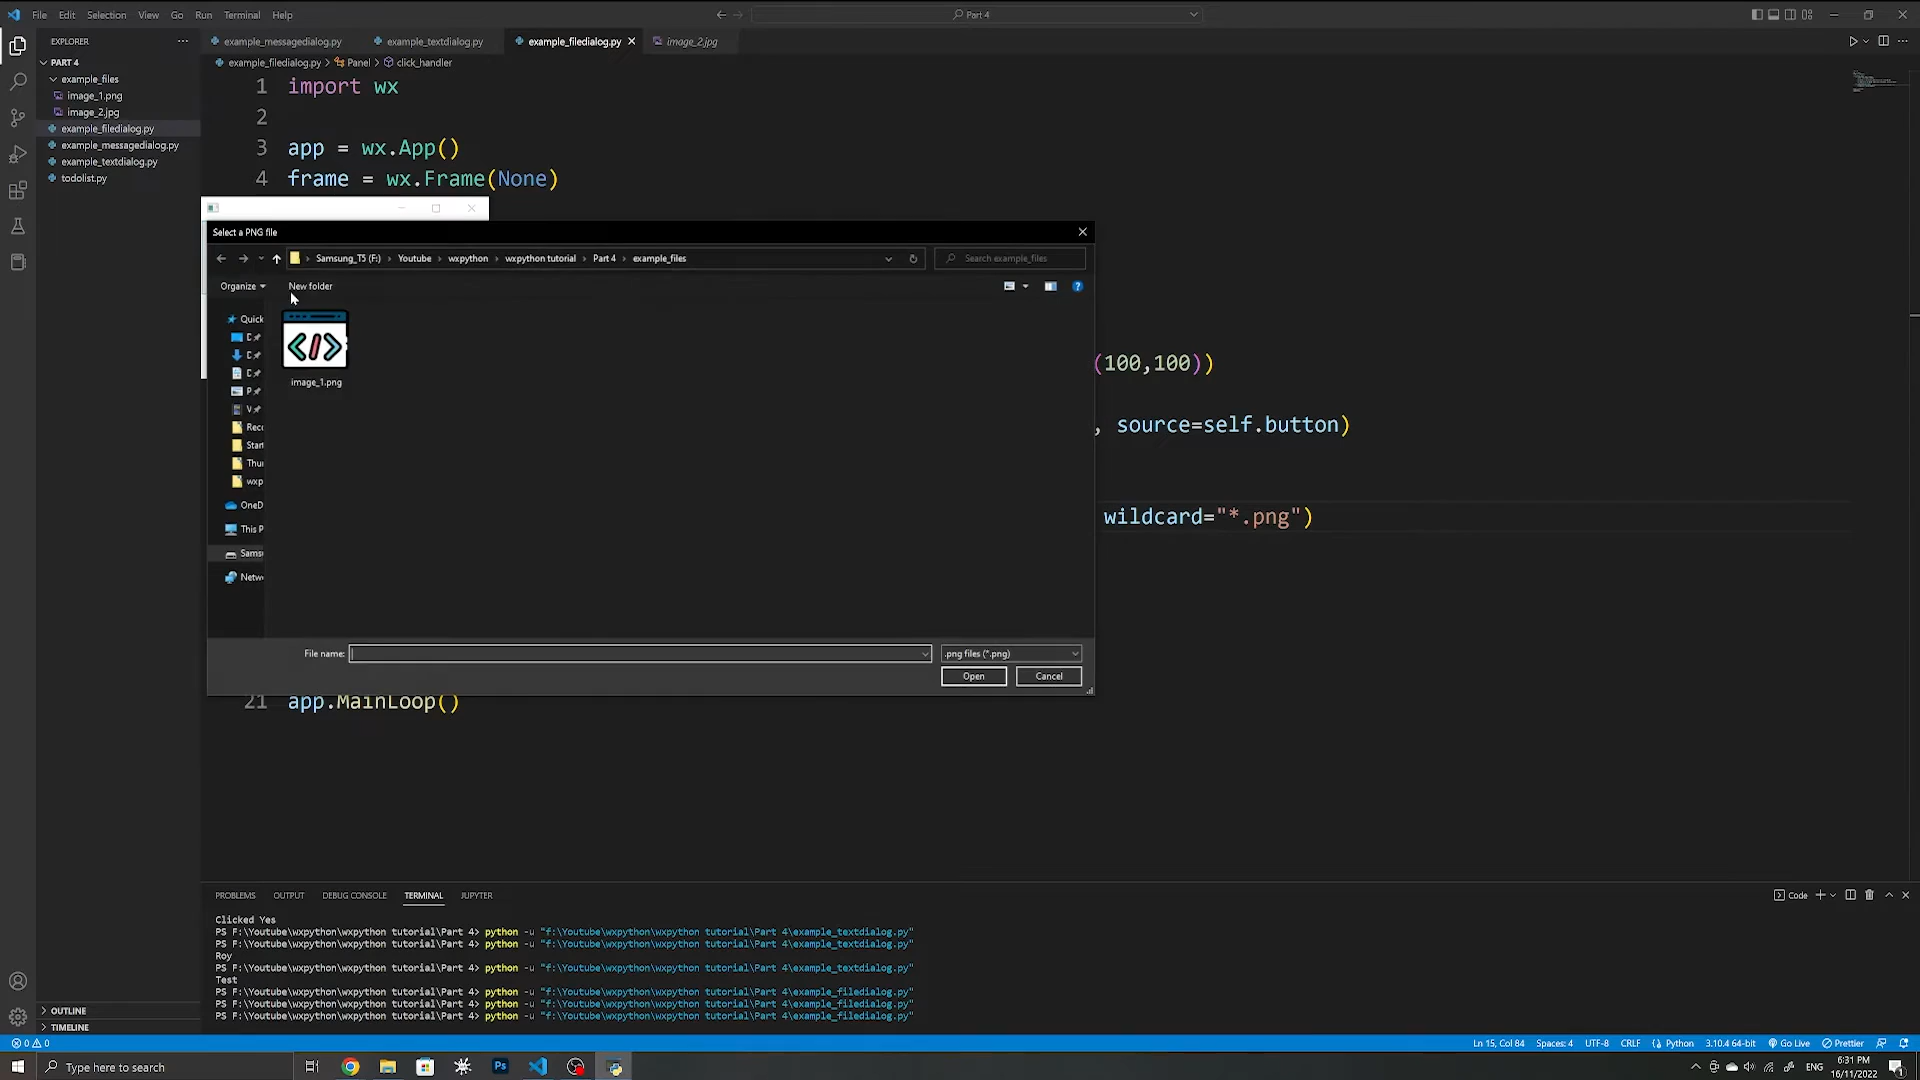 File Edit Selection View Go Run Terminal Help
Part 4
EXPLORER
PART 4
example_files
image_1.png
image_2.jpg
example_filedialog.py
example_messagedialog.py
example_textdialog.py
todolist.py
OUTLINE
TIMELINE
example_messagedialog.py example_textdialog.py example_filedialog.py image_2.jpg
example_filedialog.py > Panel > click_handler
1 import wx
2
3 app = wx.App()
4 frame = wx.Frame(None)
Select a PNG file
Samsung_T5 (F:) > Youtube > wxpython > wxpython tutorial > Part 4 > example_files
Search example_files
Organize New folder
Quick
Reco
Start
Thu
wxp
OneD
This P
Sams
Netw
image_1.png
File name:
.png files (*.png)
Open Cancel
(100,100))
, source=self.button)
wildcard="*.png")
21 app.MainLoop()
PROBLEMS OUTPUT DEBUG CONSOLE TERMINAL JUPYTER
Code
Clicked Yes
PS F:\Youtube\wxpython\wxpython tutorial\Part 4> python -u "f:\Youtube\wxpython\wxpython tutorial\Part 4\example_textdialog.py"
PS F:\Youtube\wxpython\wxpython tutorial\Part 4> python -u "f:\Youtube\wxpython\wxpython tutorial\Part 4\example_textdialog.py"
Roy
PS F:\Youtube\wxpython\wxpython tutorial\Part 4> python -u "f:\Youtube\wxpython\wxpython tutorial\Part 4\example_textdialog.py"
Test
PS F:\Youtube\wxpython\wxpython tutorial\Part 4> python -u "f:\Youtube\wxpython\wxpython tutorial\Part 4\example_filedialog.py"
PS F:\Youtube\wxpython\wxpython tutorial\Part 4> python -u "f:\Youtube\wxpython\wxpython tutorial\Part 4\example_filedialog.py"
PS F:\Youtube\wxpython\wxpython tutorial\Part 4> python -u "f:\Youtube\wxpython\wxpython tutorial\Part 4\example_filedialog.py"
0 0
Ln 15, Col 84 Spaces: 4 UTF-8 CRLF Python 3.10.4 64-bit Go Live Prettier
Type here to search
Ps
ENG
6:31 PM
16/11/2022